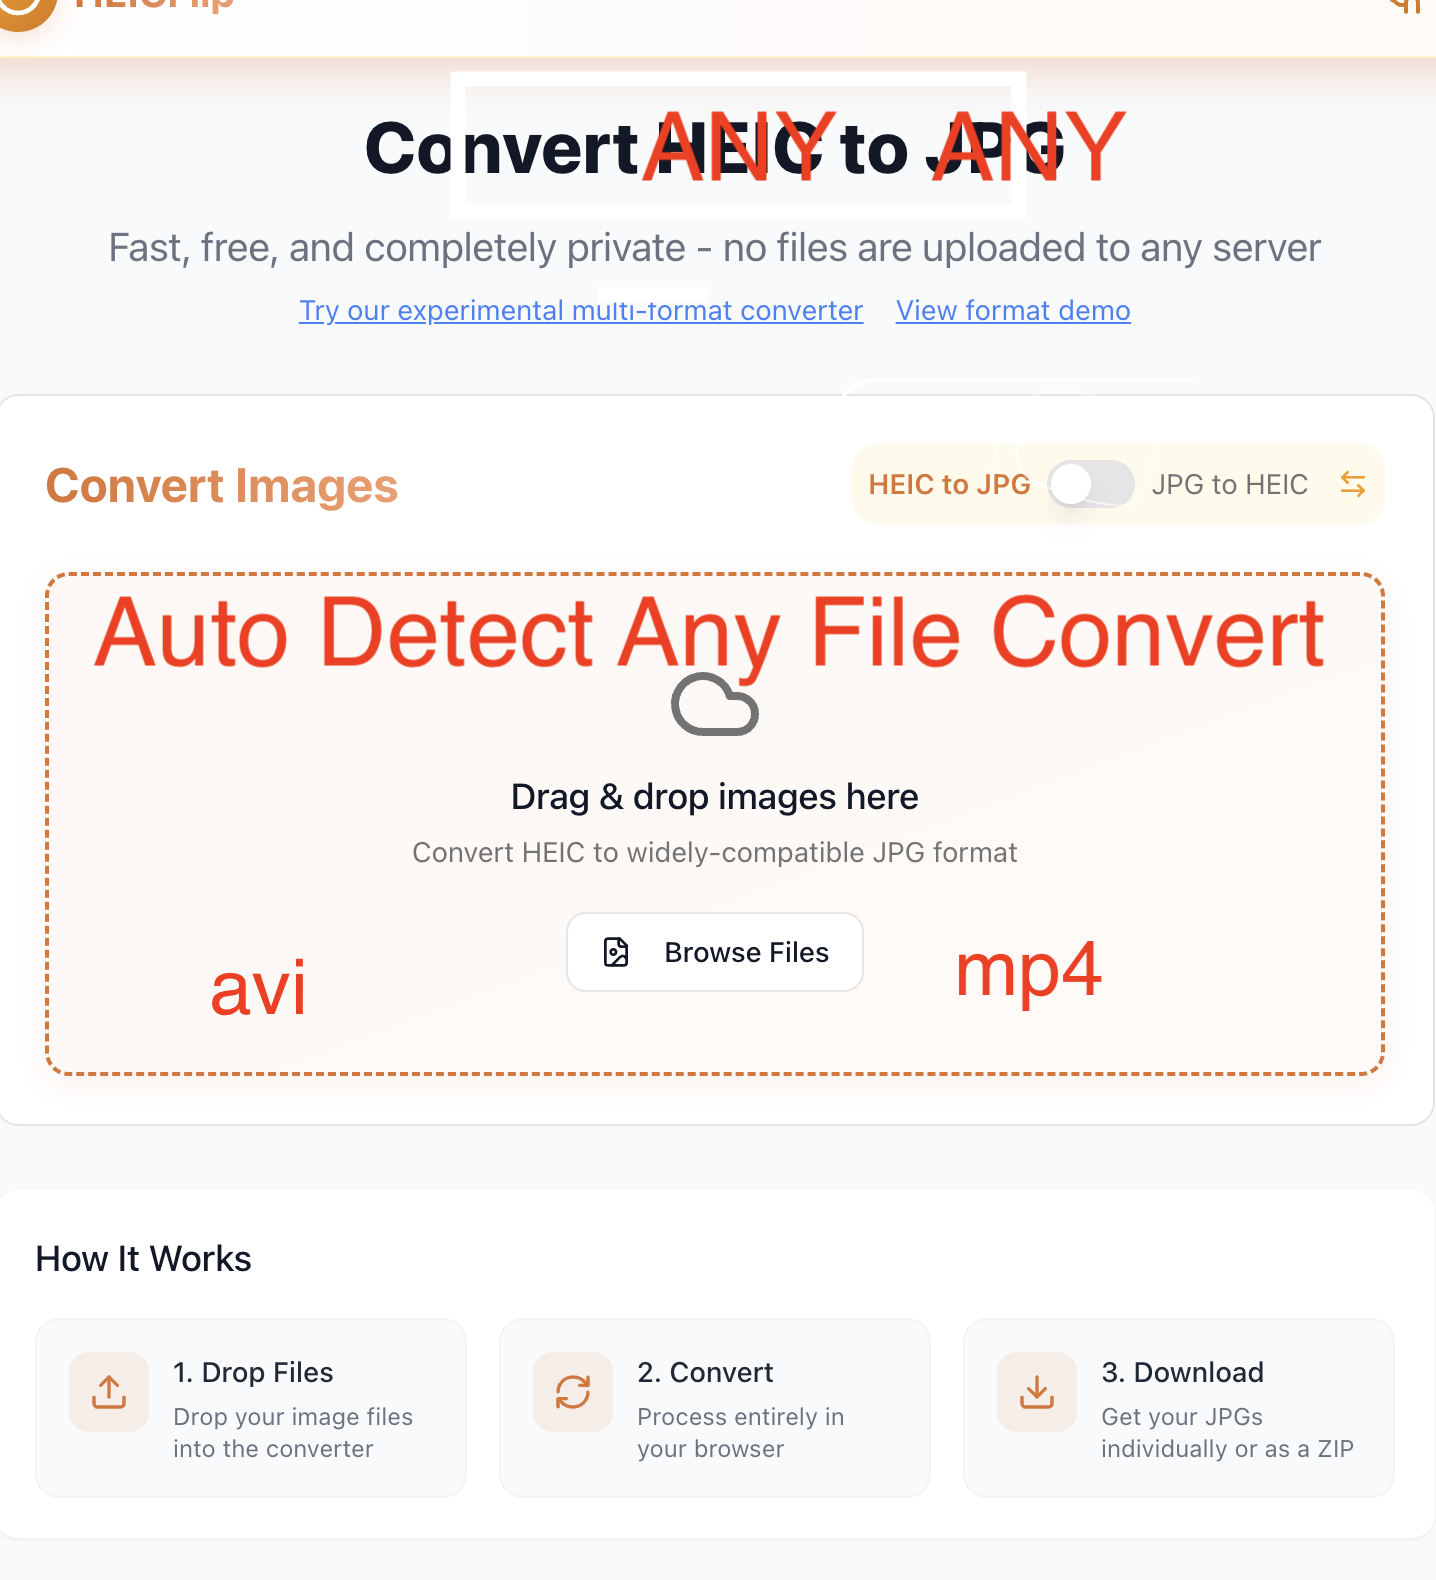 HEICFlip
Convert HEIC to JPG
ANY ANY
Fast, free, and completely private - no files are uploaded to any server
Try our experimental multi-format converter View format demo
Convert Images
HEIC to JPG JPG to HEIC
Auto Detect Any File Convert
Drag & drop images here
Convert HEIC to widely-compatible JPG format
Browse Files
avi mp4
How It Works
1. Drop Files
Drop your image files
into the converter
2. Convert
Process entirely in
your browser
3. Download
Get your JPGs
individually or as a ZIP